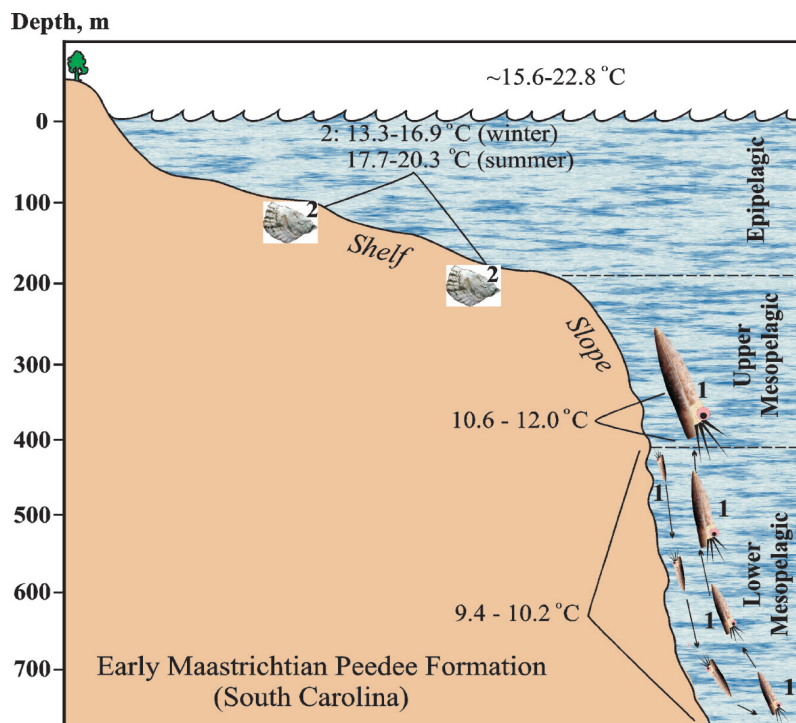 Depth, m
~15.6-22.8 °C
0
2: 13.3-16.9 °C (winter)
17.7-20.3 °C (summer)
Epipelagic
100
2
Shelf
200
2
Slope
Upper
Mesopelagic
300
1
10.6 - 12.0 °C
400
1
1
500
Lower
Mesopelagic
600
9.4 - 10.2 °C
1
700
Early Maastrichtian Peedee Formation
(South Carolina)
1